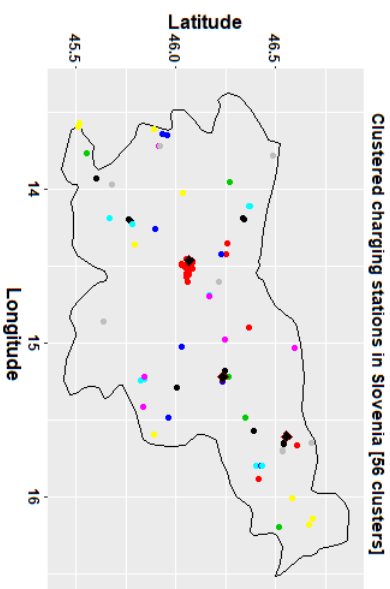 Clustered charging stations in Slovenia [56 clusters]
Latitude
46.5
46.0
45.5
14
15
16
Longitude